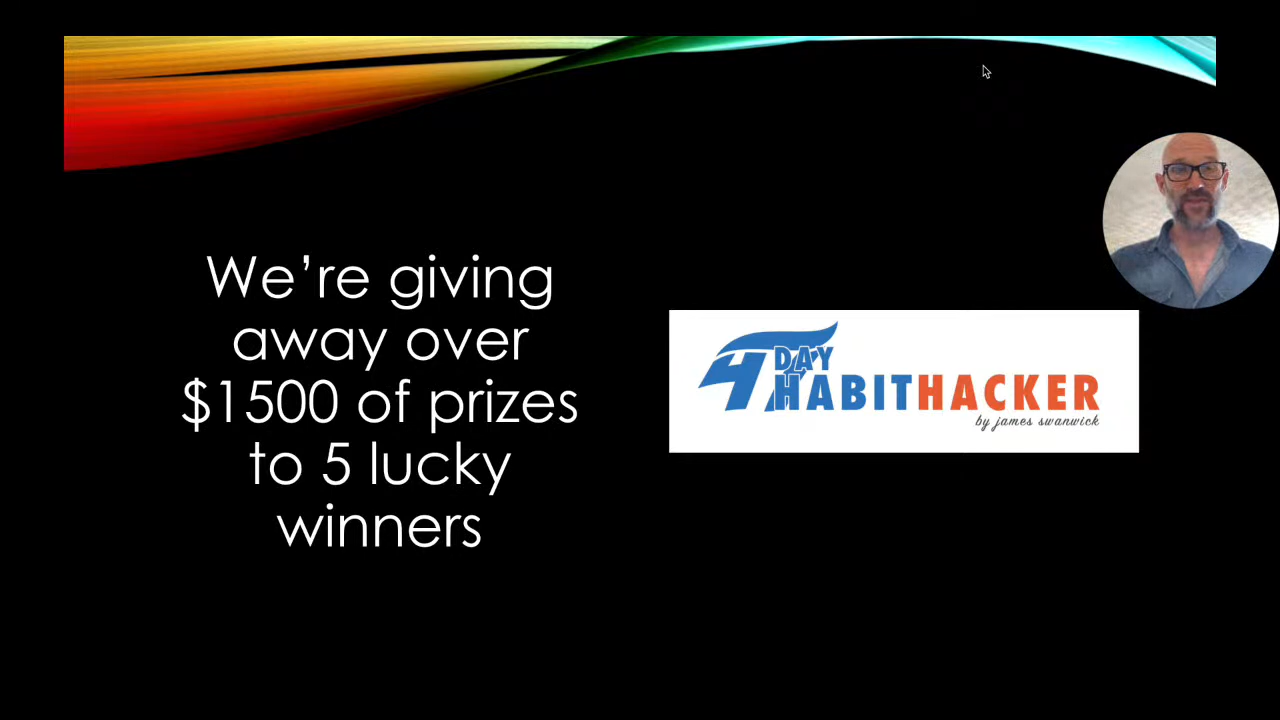 We’re giving
away over
$1500 of prizes
to 5 lucky
winners
4 DAY
HABITHACKER
by james swanwick